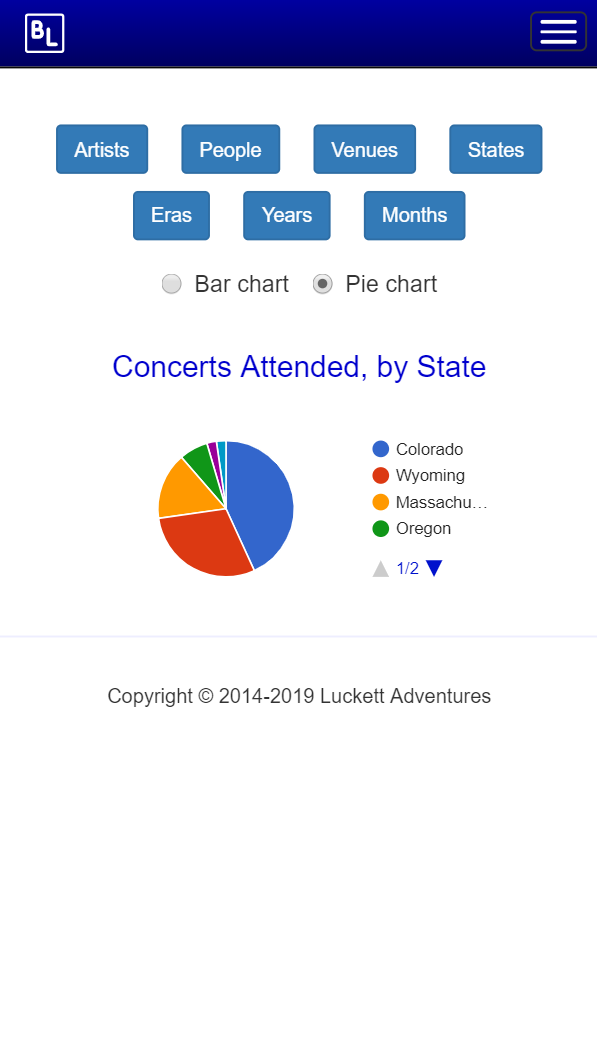 BL
Artists People Venues States
Eras Years Months
Bar chart Pie chart
Concerts Attended, by State
Colorado
Wyoming
Massachu...
Oregon
1/2
Copyright © 2014-2019 Luckett Adventures